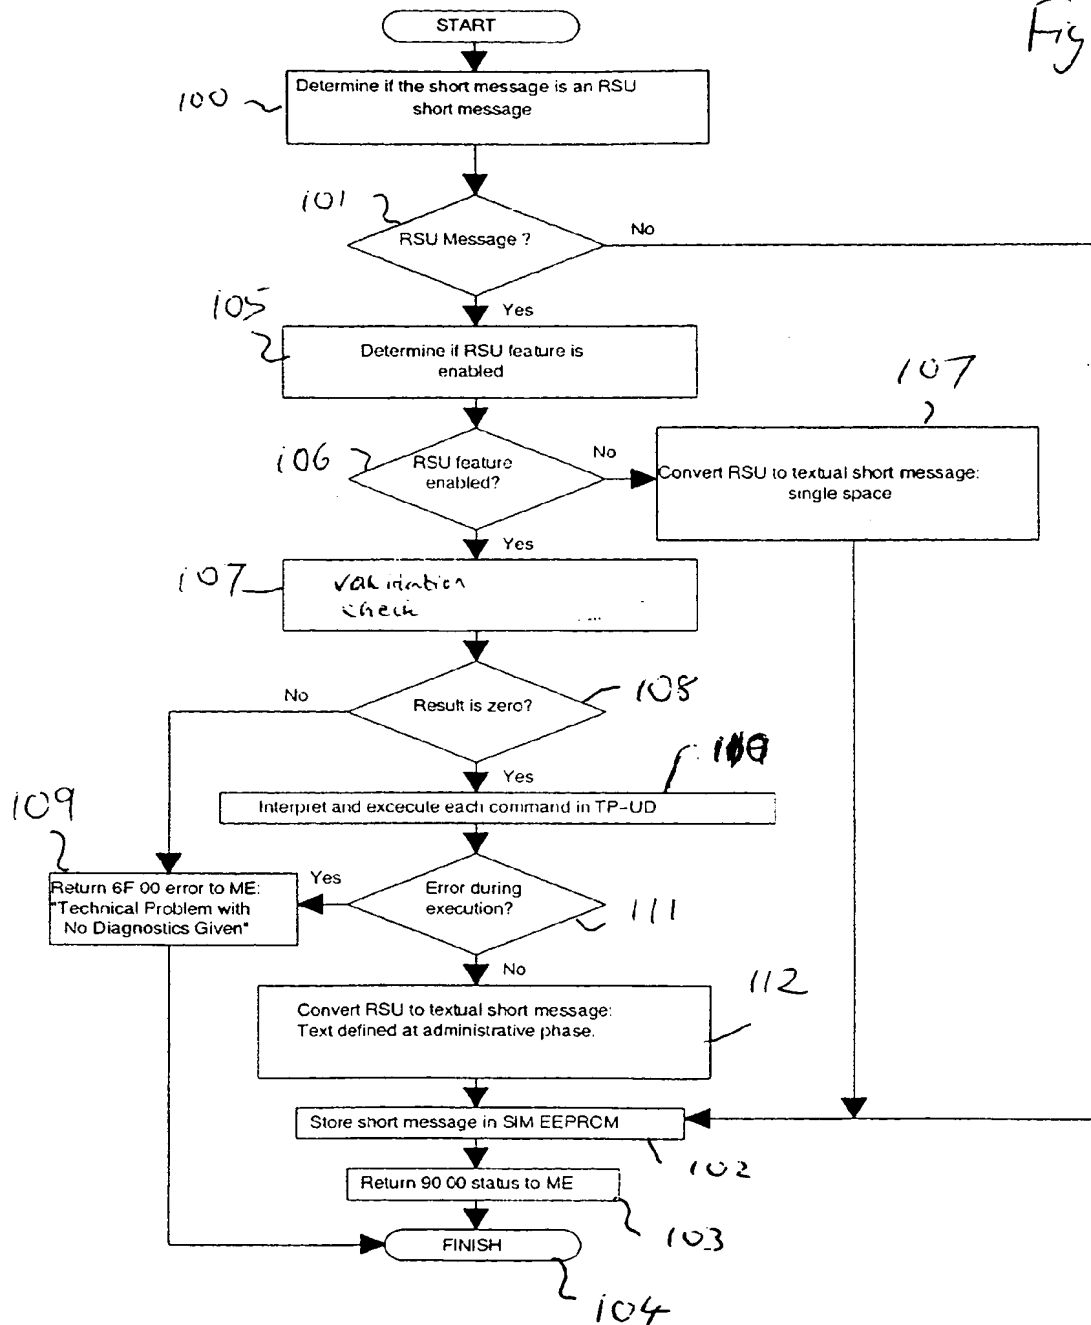 START
Fig
100
Determine if the short message is an RSU
short message
101
RSU Message ?
No
Yes
105
Determine if RSU feature is
enabled
107
106
RSU feature
enabled?
No
Convert RSU to textual short message:
single space
Yes
107
check
No
Result is zero?
108
Yes
Interpret and excecute each command in TP-UD
109
Return 6F 00 error to ME:
"Technical Problem with
No Diagnostics Given"
Yes
Error during
execution?
111
No
112
Convert RSU to textual short message:
Text defined at administrative phase.
Store short message in SIM EEPRCM
102
Return 90 00 status to ME
103
FINISH
104